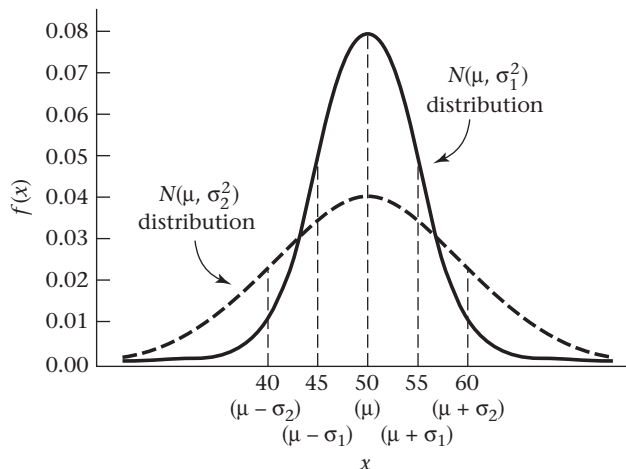 0.08
0.07
0.06
0.05
0.04
0.03
0.02
0.01
0.00
f(x)
N(μ, σ₁²)
distribution
N(μ, σ₂²)
distribution
40 45 50 55 60
(μ − σ₂) (μ) (μ + σ₂)
(μ − σ₁) (μ + σ₁)
x